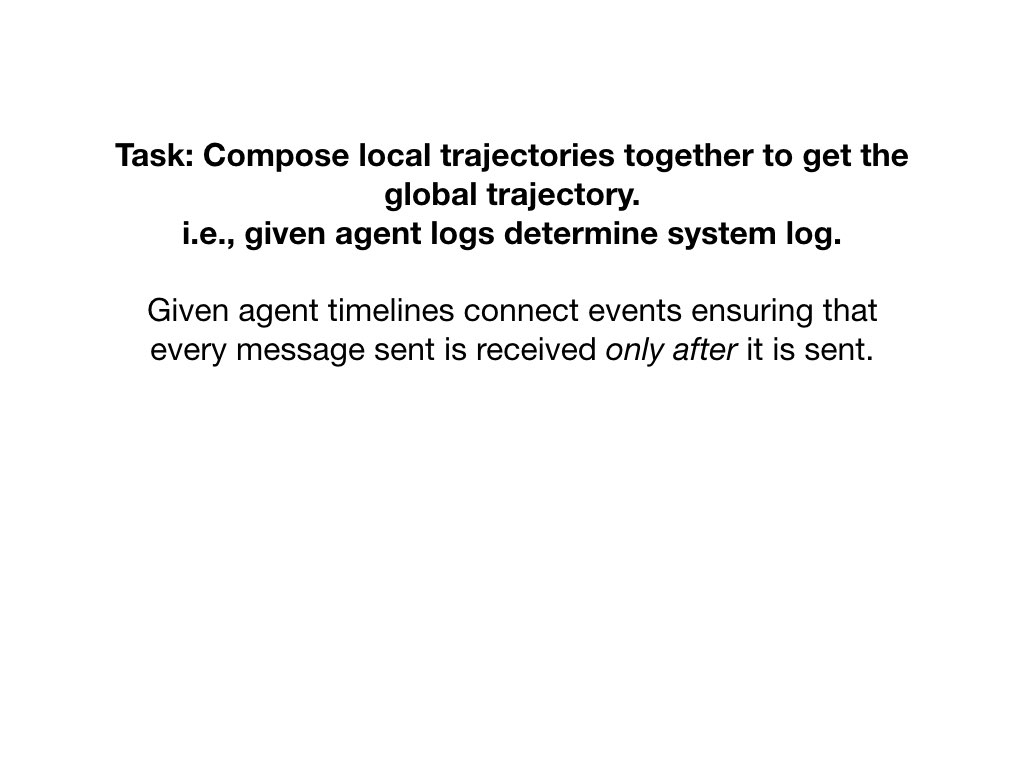 Task: Compose local trajectories together to get the
global trajectory.
i.e., given agent logs determine system log.
Given agent timelines connect events ensuring that
every message sent is received only after it is sent.